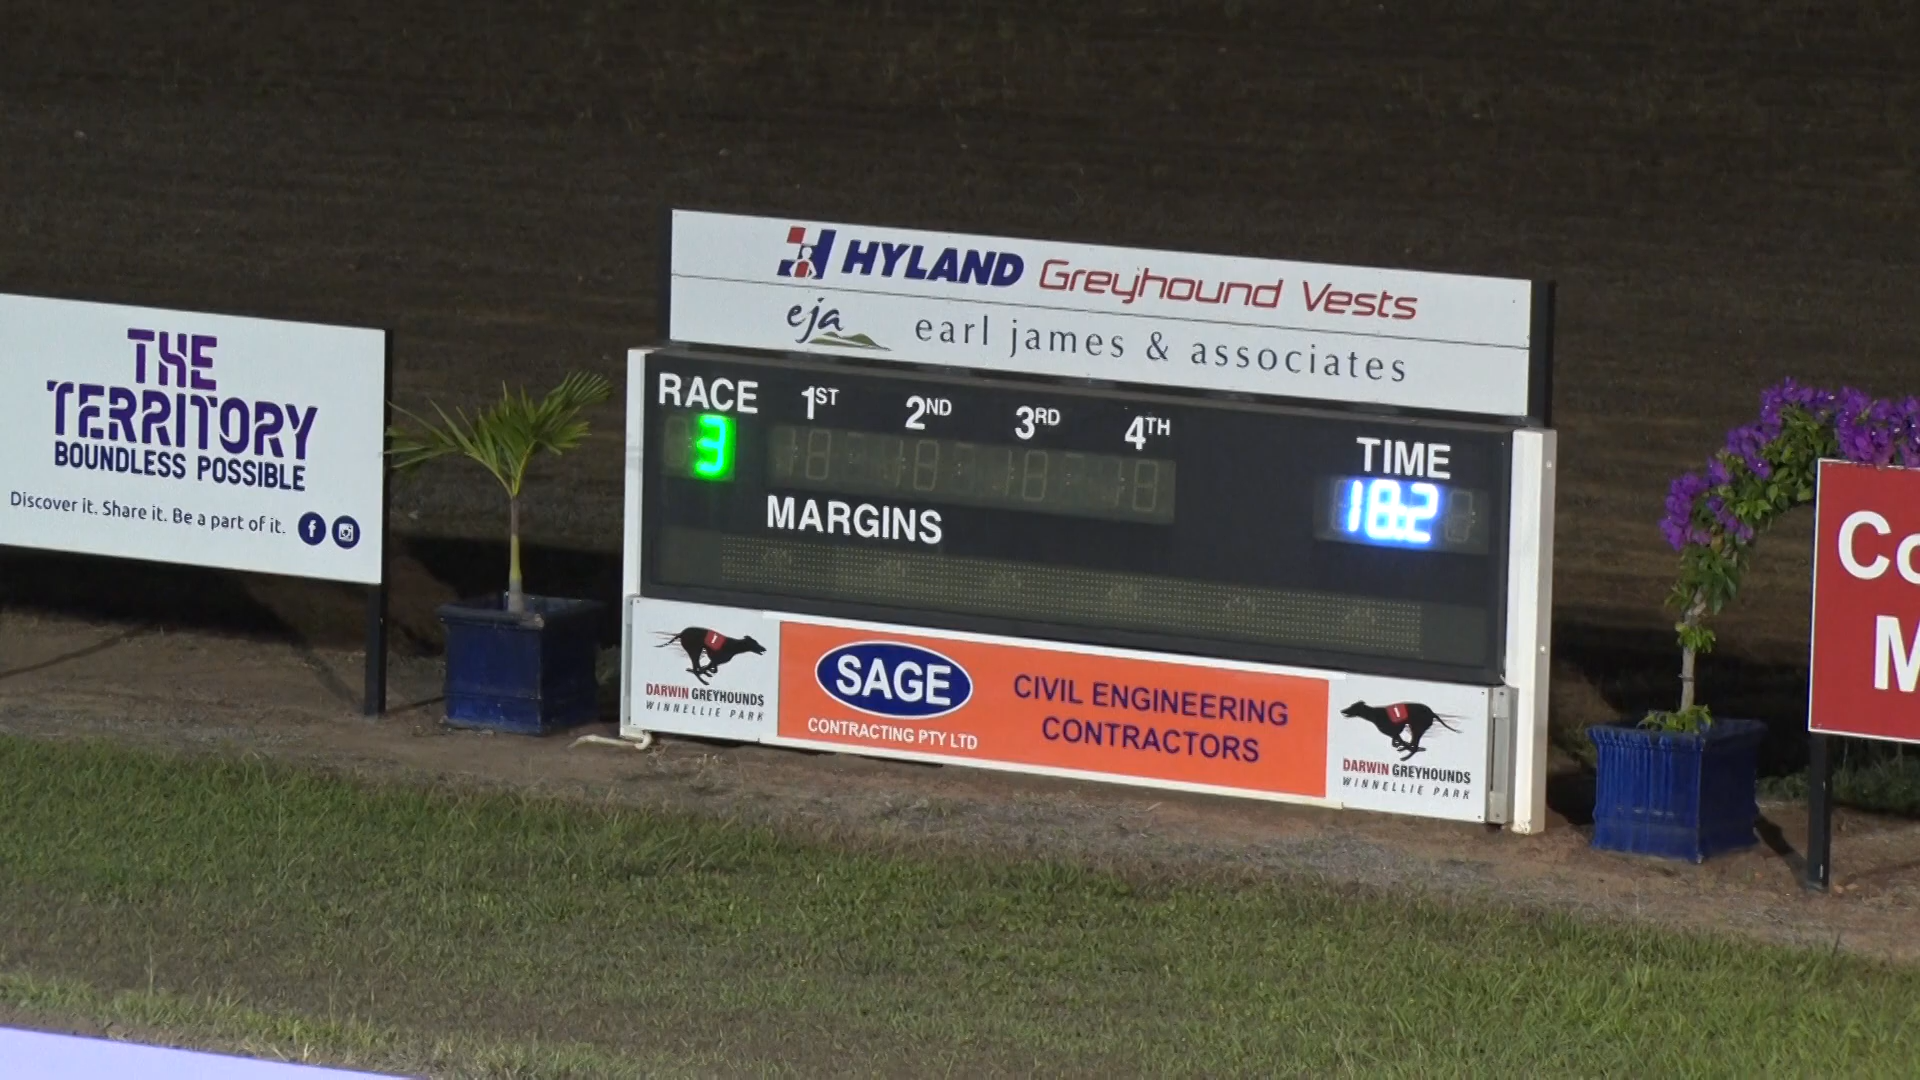 THE
TERRITORY
BOUNDLESS POSSIBLE
Discover it. Share it. Be a part of it.
HYLAND Greyhound Vests
eja earl james & associates
RACE 1ST 2ND 3RD 4TH TIME
3 18.2
MARGINS
1
DARWIN GREYHOUNDS
WINNELLIE PARK
SAGE
CONTRACTING PTY LTD
CIVIL ENGINEERING
CONTRACTORS
1
DARWIN GREYHOUNDS
WINNELLIE PARK